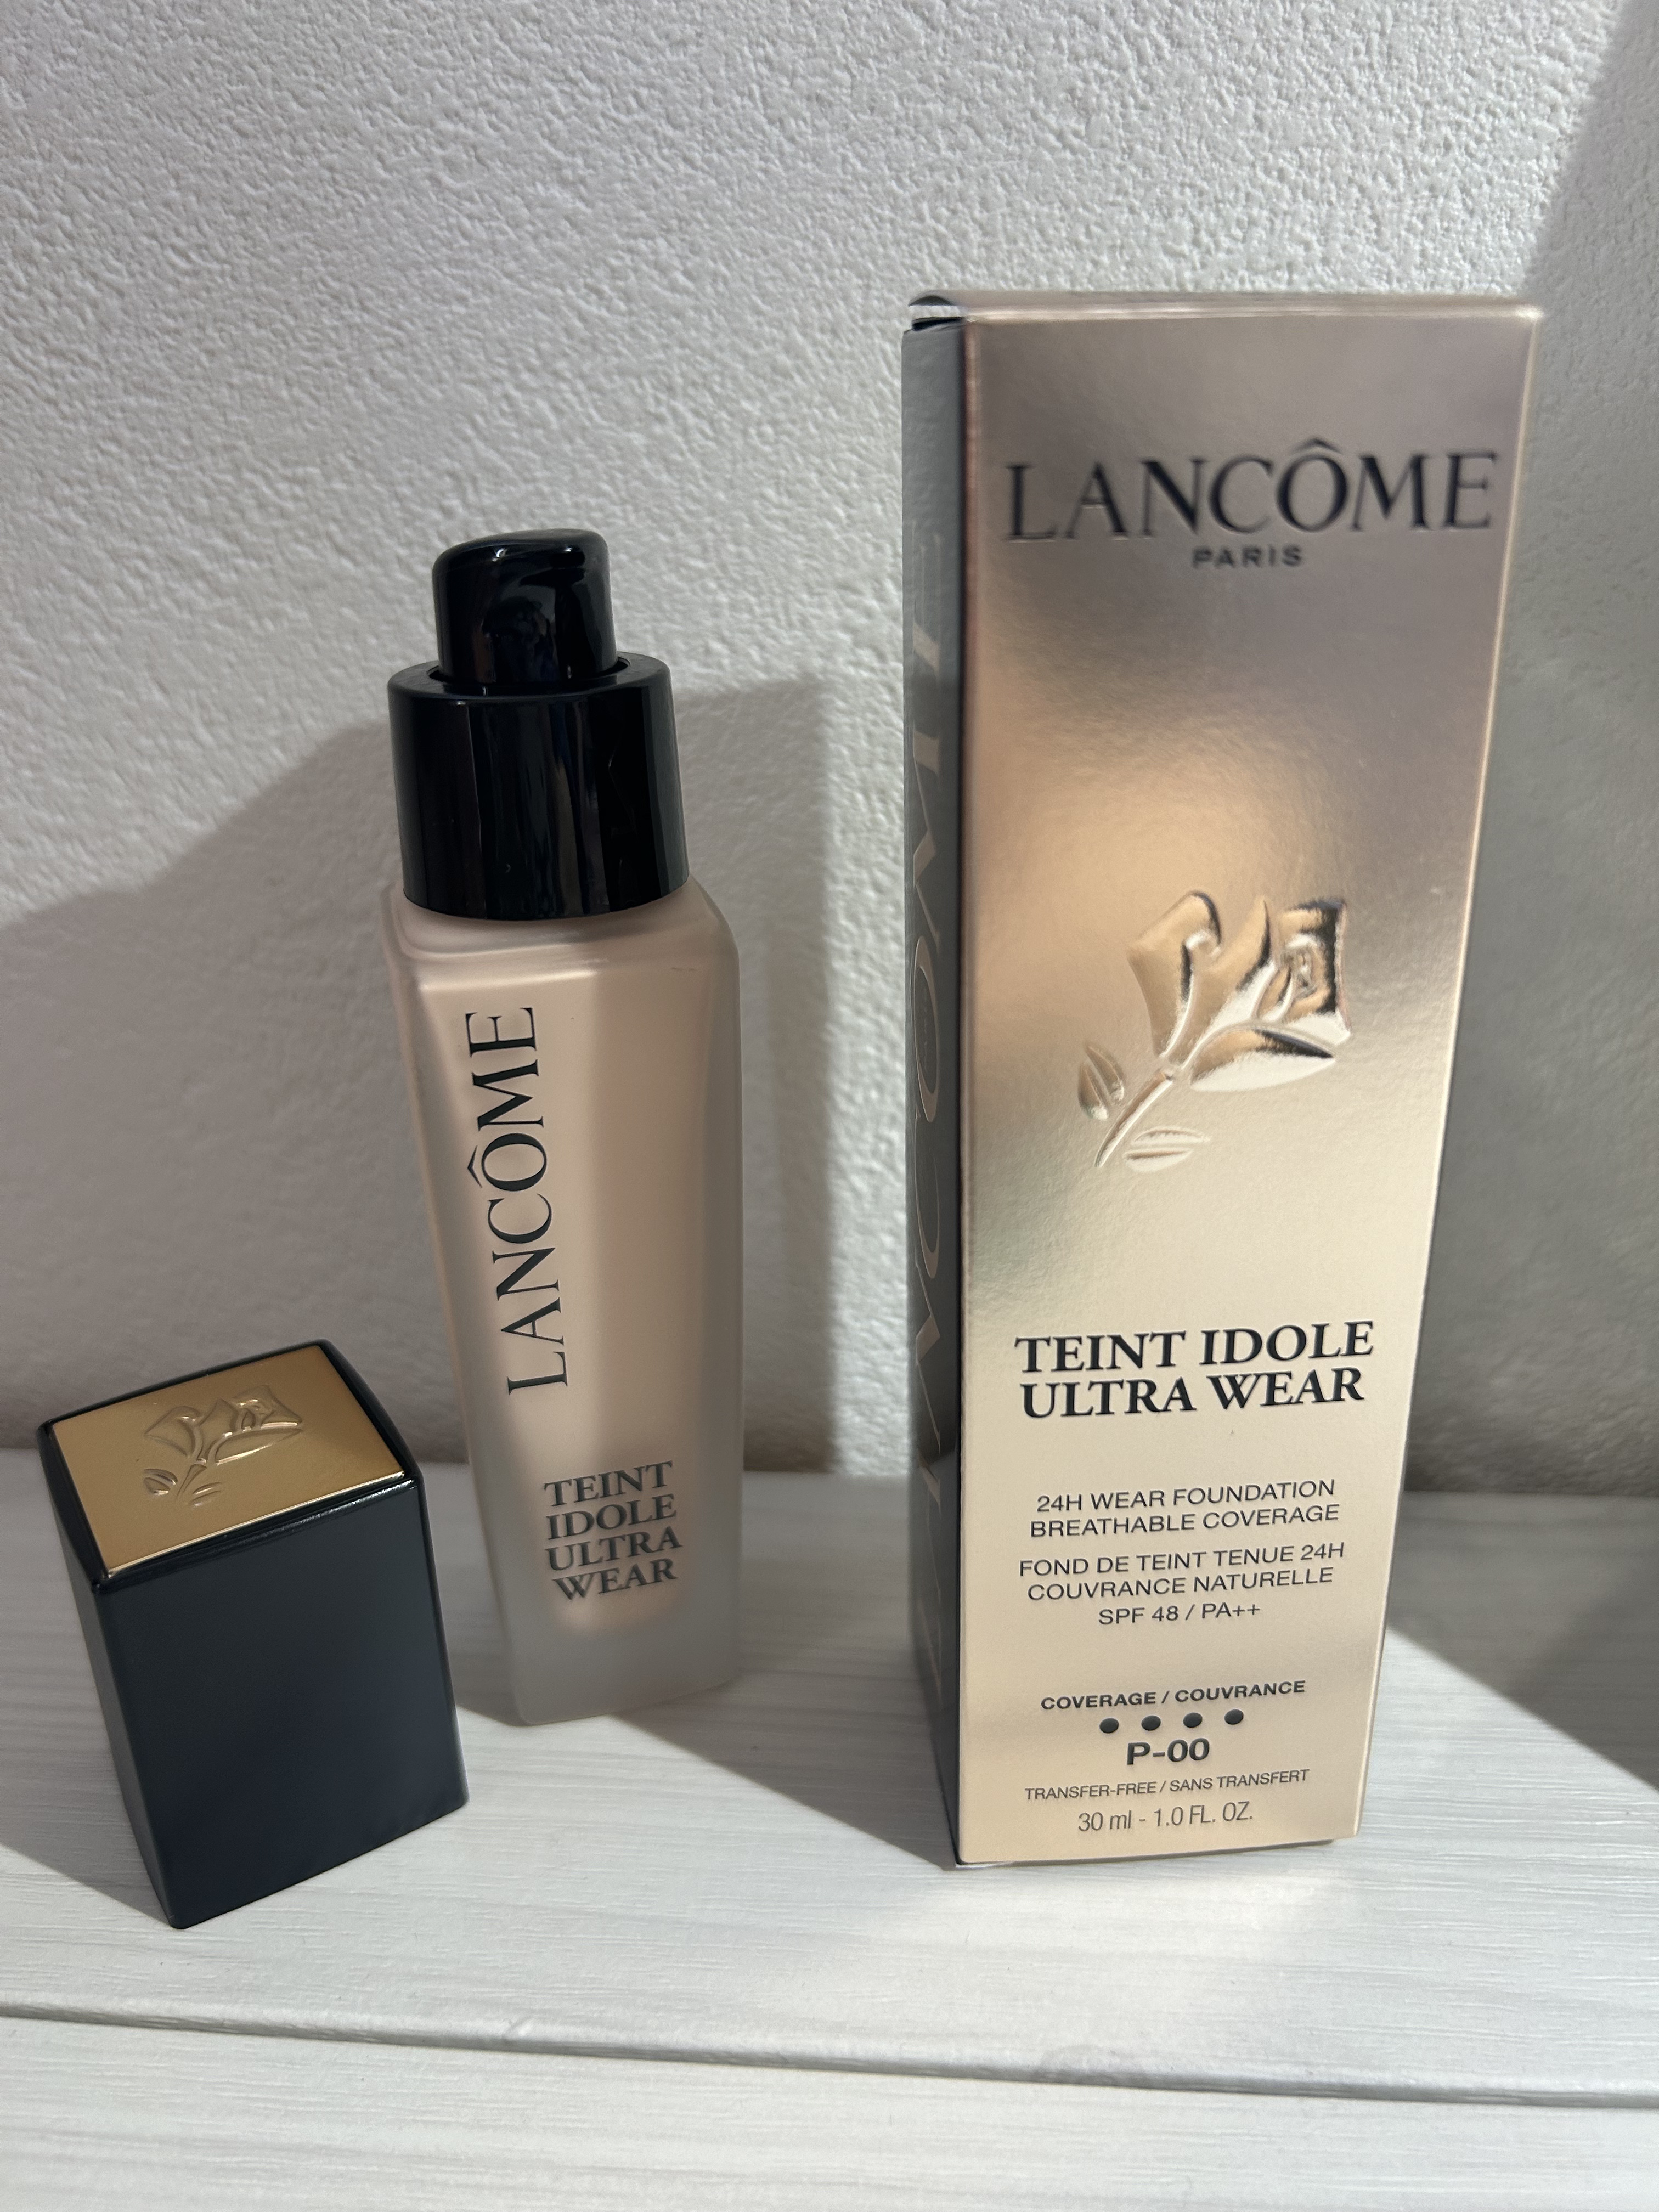 LANCÔME
TEINT
IDOLE
ULTRA
WEAR
LANCÔME
PARIS
TEINT IDOLE
ULTRA WEAR
24H WEAR FOUNDATION
BREATHABLE COVERAGE
FOND DE TEINT TENUE 24H
COUVRANCE NATURELLE
SPF 48 / PA++
COVERAGE / COUVRANCE
P-00
TRANSFER-FREE / SANS TRANSFERT
30 ml - 1.0 FL. OZ.
LANCÔME